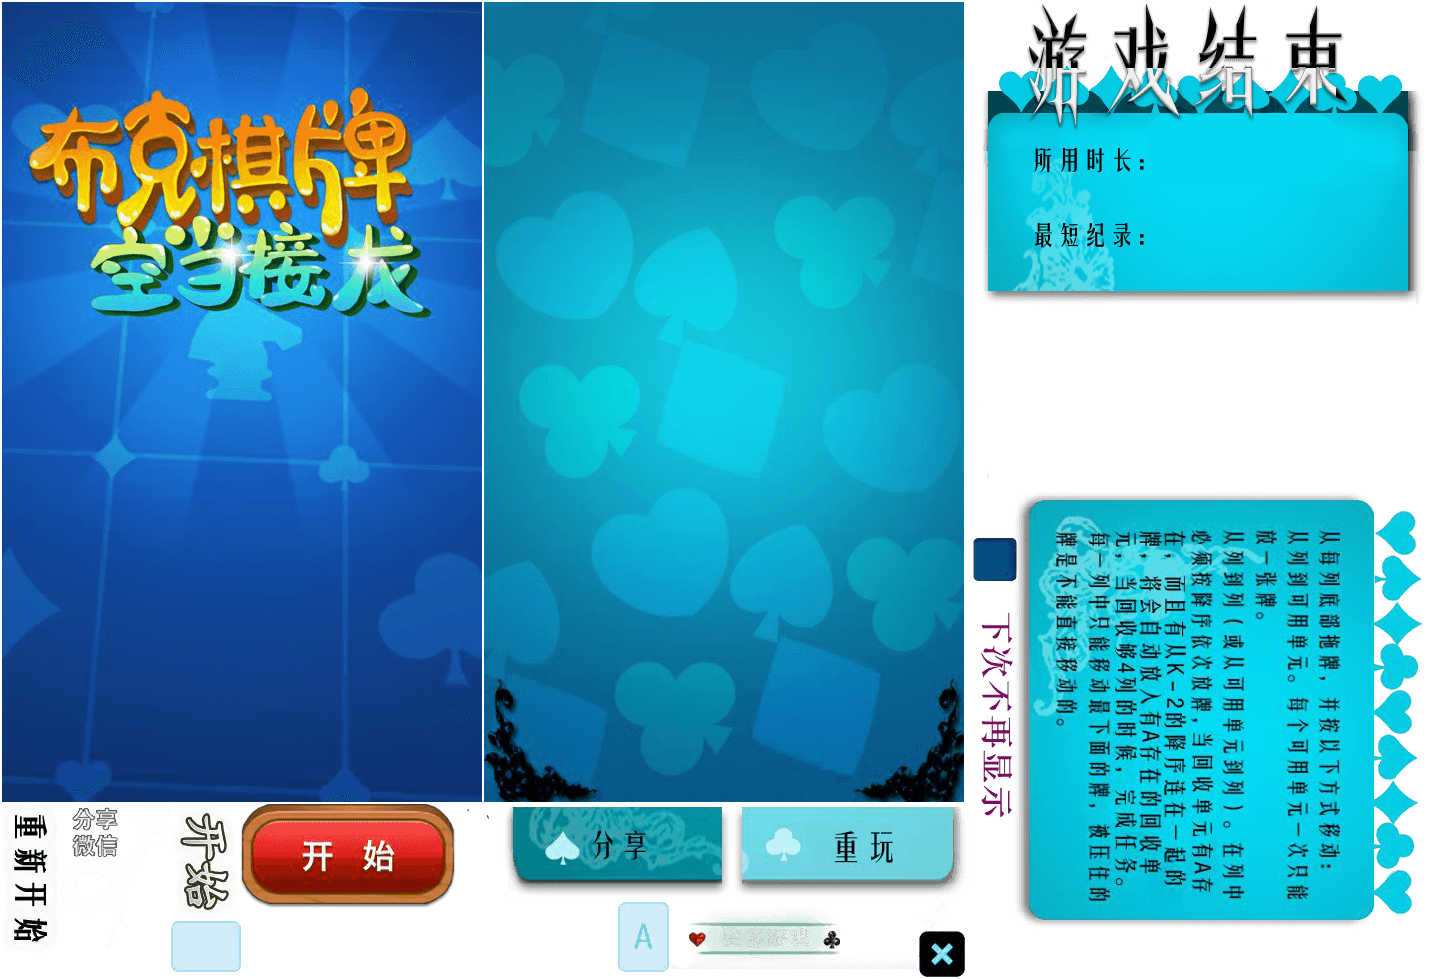 布克棋牌
空当接龙
游戏结束
所用时长：
最短纪录：
从每列底部拖牌，并按以下方式移动：
从列到可用单元。每个可用单元一次只能
放一张牌。
从列到列（或从可用单元到列）。在列中
必须按降序依次放牌，当回收单元有A存
在，而且有从K-2的降序连在一起的
牌，将会自动放入有A存在的回收单
元，当回收够4列的时候，完成任务。
每一列中只能移动最下面的牌，被压住的
牌是不能直接移动的。
下次不再显示
重新开始
分享
微信
开始
开 始
分享
重玩
A
更多游戏